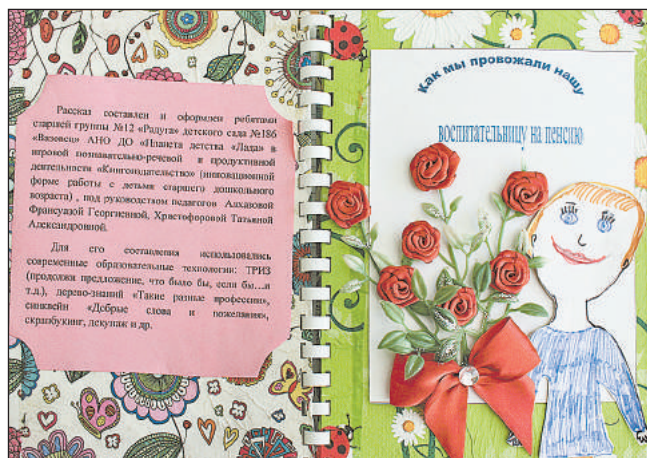 Рассказ составлен и оформлен ребятами
старшей группы №12 «Радуга» детского сада №186
«Вазовец» АНО ДО «Планета детства «Лада» в
игровой познавательно-речевой и продуктивной
деятельности «Книгоиздательство» (инновационной
форме работы с детьми старшего дошкольного
возраста) , под руководством педагогов Алхазовой
Франсуазой Георгиевной, Христофоровой Татьяной
Александровной.
Для его составления использовались
современные образовательные технологии: ТРИЗ
(продолжи предложение, что было бы, если бы...и
т.д.), дерево-знаний «Такие разные профессии»,
синквейн «Добрые слова и пожелания»,
скрапбукинг, декупаж и др.
Как мы провожали нашу
воспитательницу на пенсию